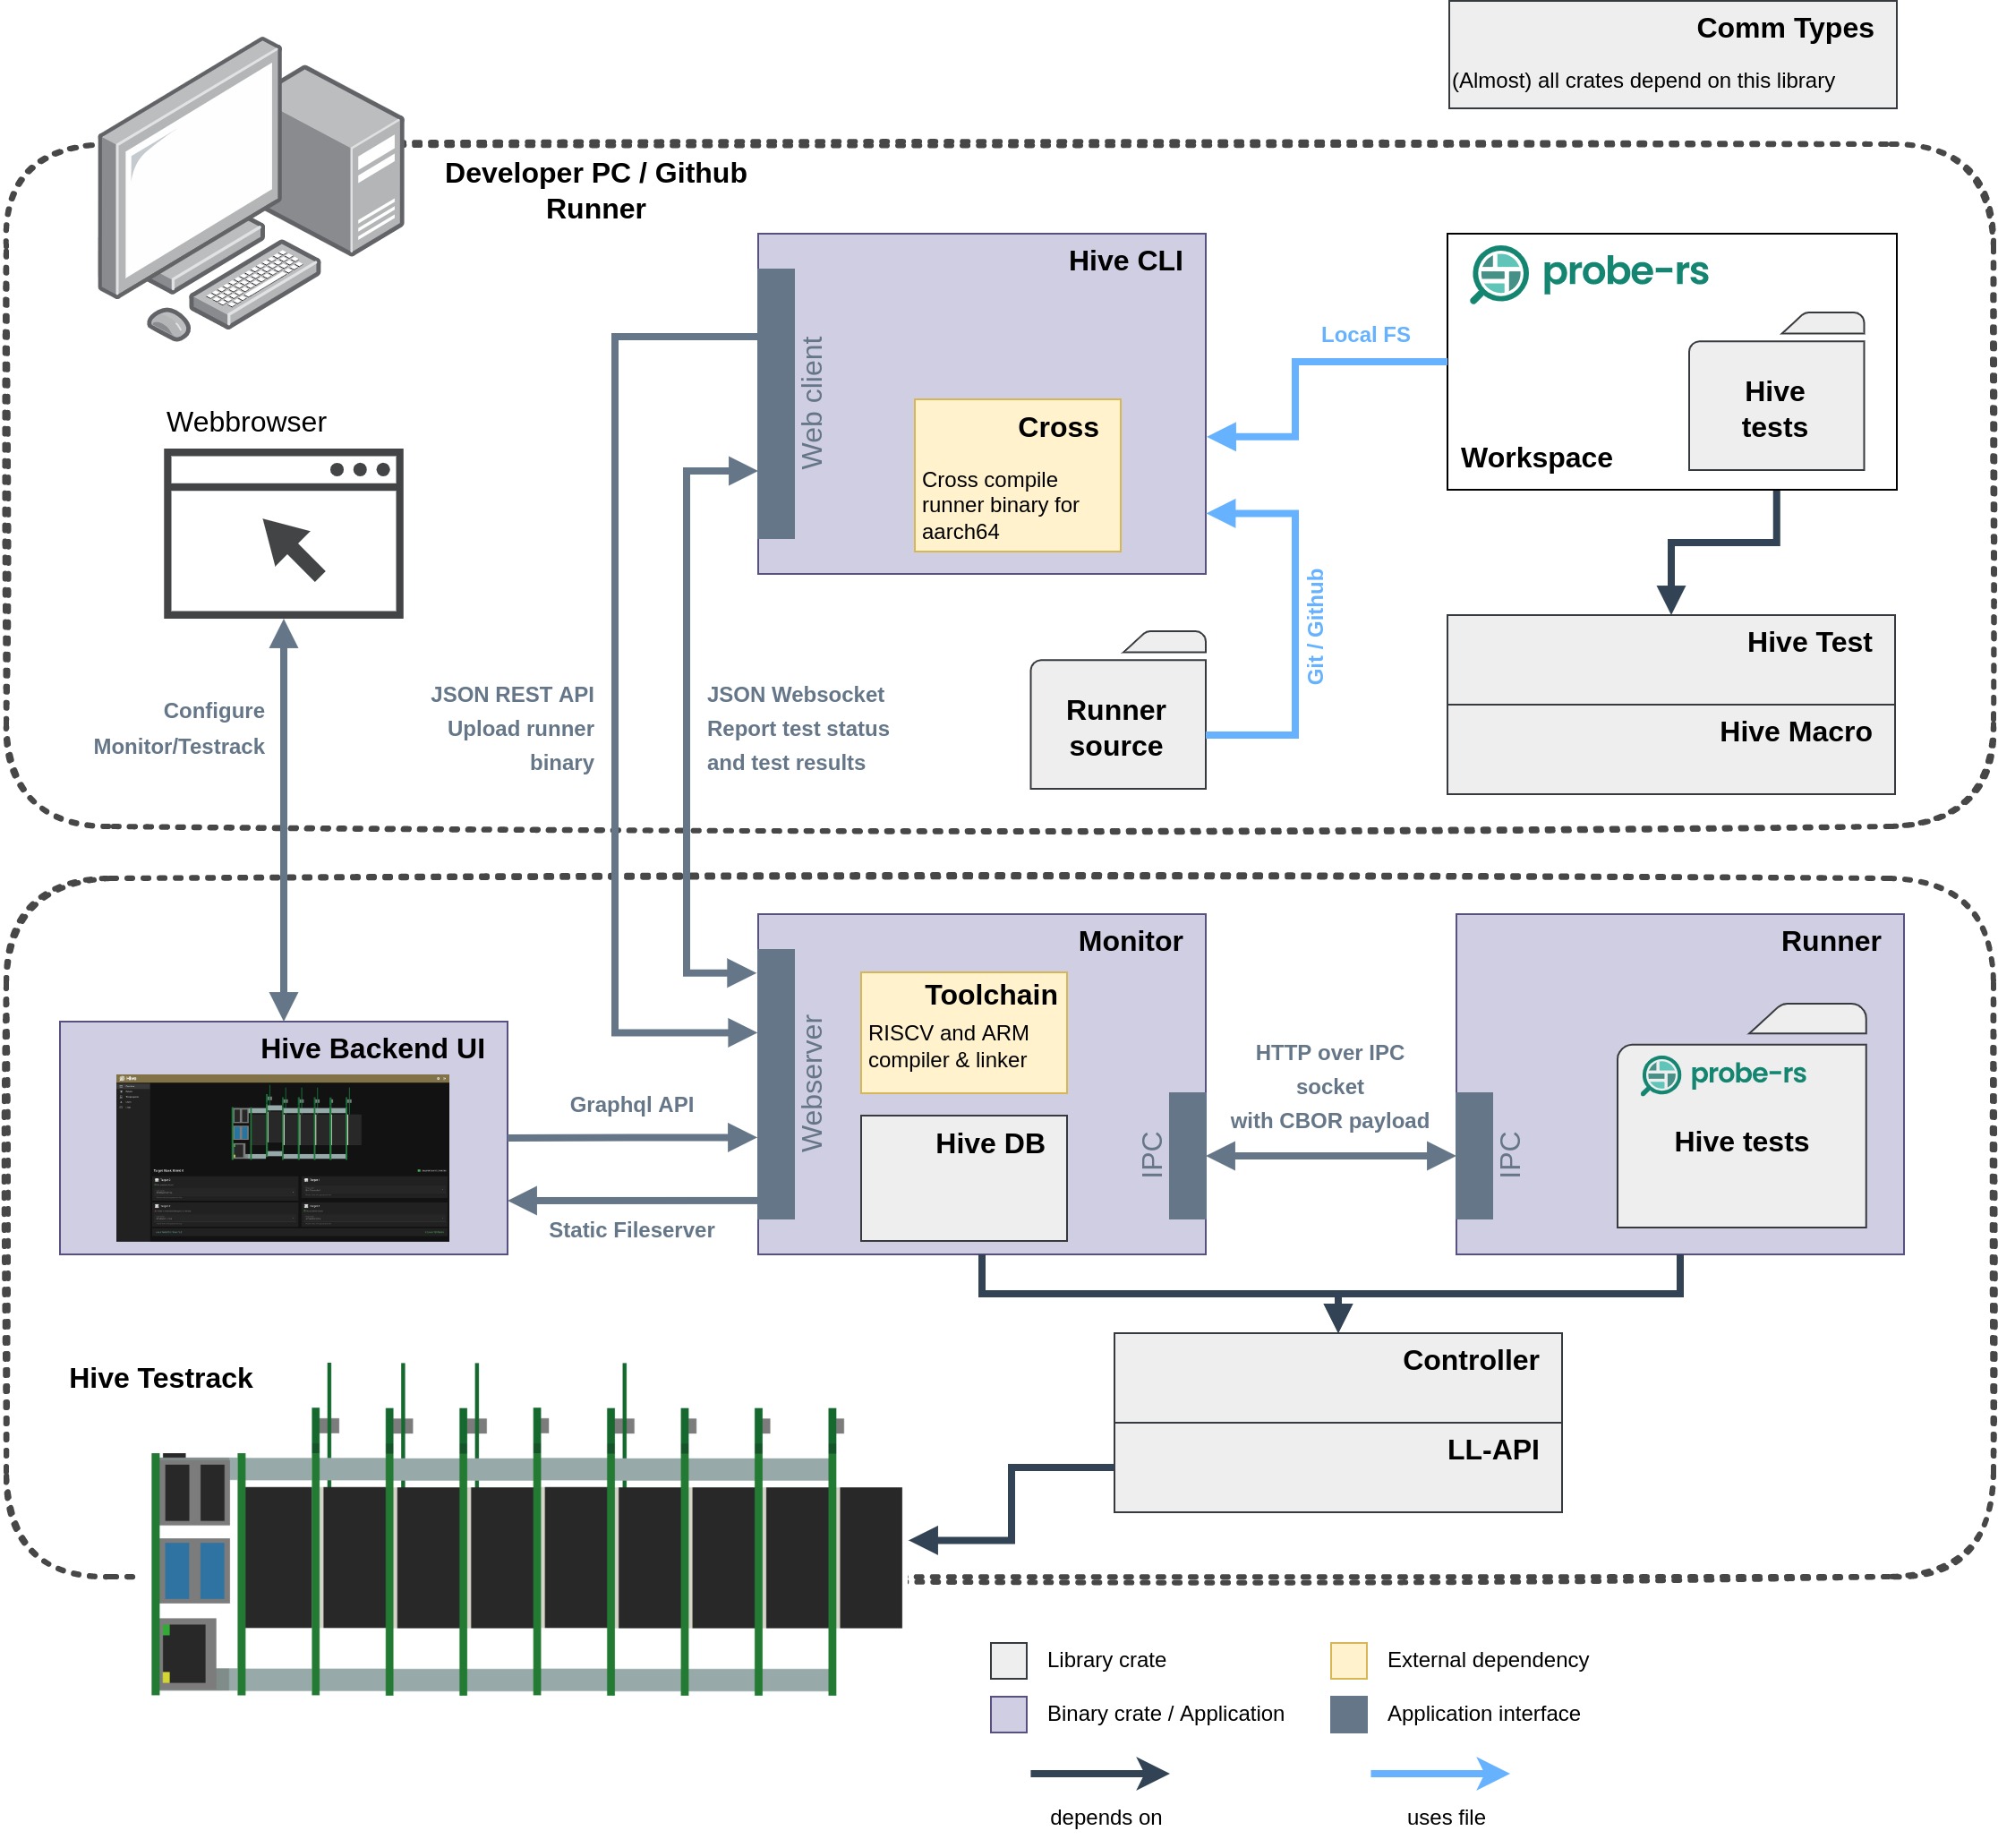 Comm Types
(Almost) all crates depend on this library
Developer PC / Github
Runner
Hive CLI
Web client
Cross
Cross compile
runner binary for
aarch64
Local FS
probe-rs
Hive
tests
Workspace
Webbrowser
Git / Github
Runner
source
Hive Test
Hive Macro
Configure
Monitor/Testrack
JSON REST API
Upload runner
binary
JSON Websocket
Report test status
and test results
Hive Backend UI
Graphql API
Static Fileserver
Monitor
Webserver
Toolchain
RISCV and ARM
compiler & linker
Hive DB
IPC
HTTP over IPC
socket
with CBOR payload
Runner
IPC
probe-rs
Hive tests
Controller
LL-API
Hive Testrack
Library crate
External dependency
Binary crate / Application
Application interface
depends on
uses file